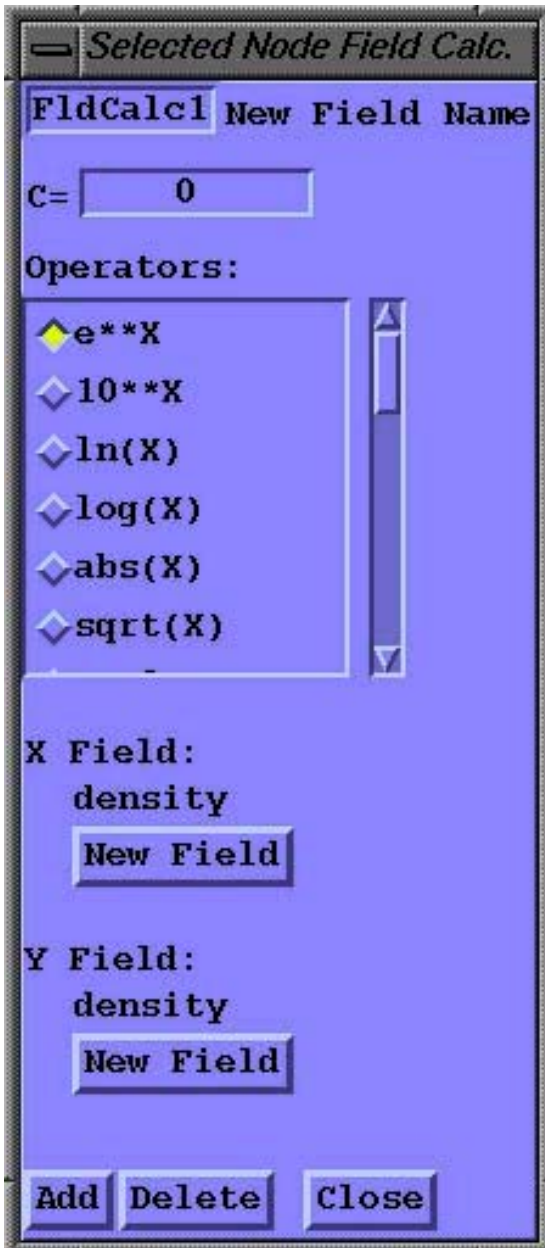 Selected Node Field Calc.
FldCalc1 New Field Name
C= 0
Operators:
e**X
10**X
ln(X)
log(X)
abs(X)
sqrt(X)
X Field:
density
New Field
Y Field:
density
New Field
Add Delete Close